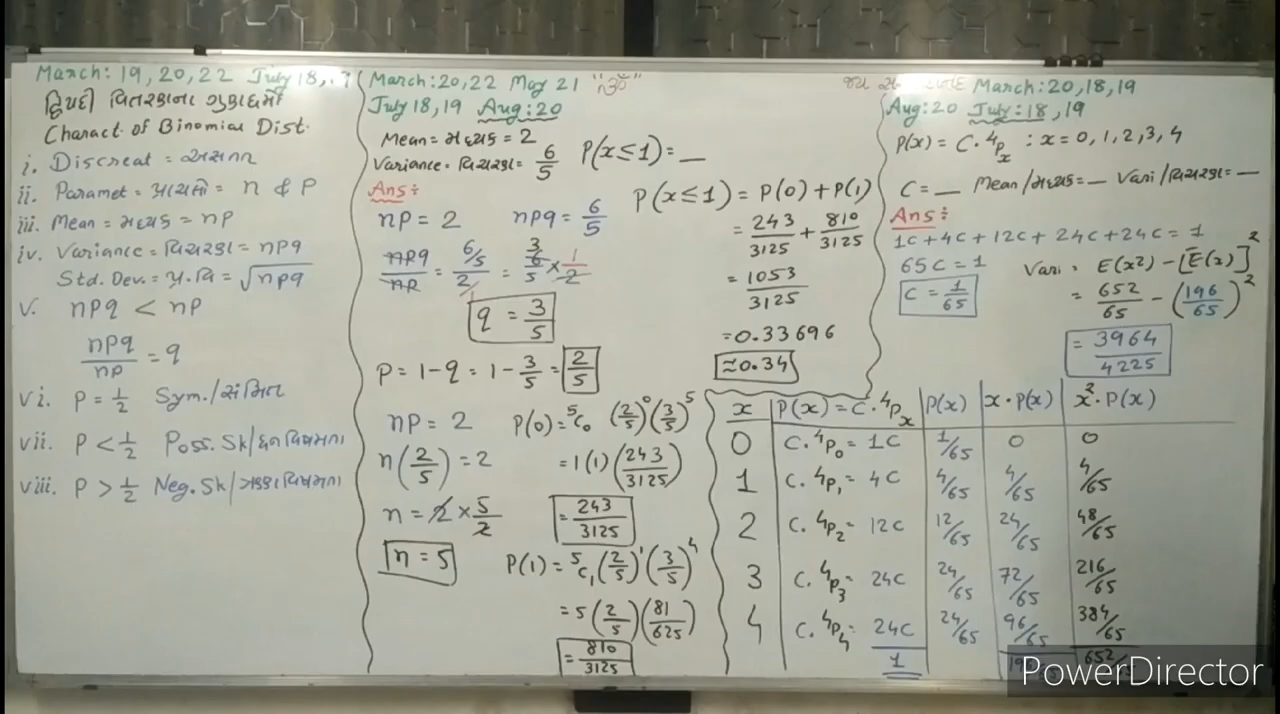 March: 19,20,22 July 18,19
દ્વિપદી વિતરણના ગુણધર્મો
Charact. of Binomial Dist.
i. Discreat = અસતત
ii. Paramet = પ્રાચલો = n & P
iii. Mean = મધ્યક = np
iv. Variance = વિચરણ = npq
Std. Dev. = પ્ર.વિ = √npq
v. npq < np
npq/np = q
vi. P = 1/2 Sym./સંમિત
vii. P < 1/2 Poss. Sk/ધન વિષમતા
viii. P > 1/2 Neg. Sk/ઋણ વિષમતા
March: 20,22 May 21 "ૐ"
July 18,19 Aug: 20
Mean = મધ્યક = 2
Variance = વિચરણ = 6/5 P(x≤1) = _
Ans:
np = 2 npq = 6/5
npq/np = 6/5/2/1 = 6/5 × 1/2 3
q = 3/5
P = 1-q = 1-3/5 = 2/5
np = 2
n(2/5) = 2
n = 2 × 5/2
n = 5
P(x≤1) = P(0) + P(1)
= 243/3125 + 810/3125
= 1053/3125
= 0.33696
≈ 0.34
P(0) = ⁵C₀ (2/5)⁰ (3/5)⁵
= 1(1)(243/3125)
= 243/3125
P(1) = ⁵C₁ (2/5)¹ (3/5)⁴
= 5(2/5)(81/625)
= 810/3125
જય March: 20,18,19
Aug: 20 July: 18,19
P(x) = C. ⁴Pₓ : x = 0, 1, 2, 3, 4
C = _ Mean/મધ્યક = _ Vari/વિચરણ = _
Ans:
1C + 4C + 12C + 24C + 24C = 1
65C = 1
C = 1/65
Vari = E(x²) - [E(x)]²
= 652/65 - (196/65)²
= 3964/4225
x P(x) = C. ⁴Pₓ P(x) x·P(x) x²·P(x)
0 C. ⁴P₀ = 1C 1/65 0 0
1 C. ⁴P₁ = 4C 4/65 4/65 4/65
2 C. ⁴P₂ = 12C 12/65 24/65 48/65
3 C. ⁴P₃ = 24C 24/65 72/65 216/65
4 C. ⁴P₄ = 24C 24/65 96/65 384/65
1 652
PowerDirector